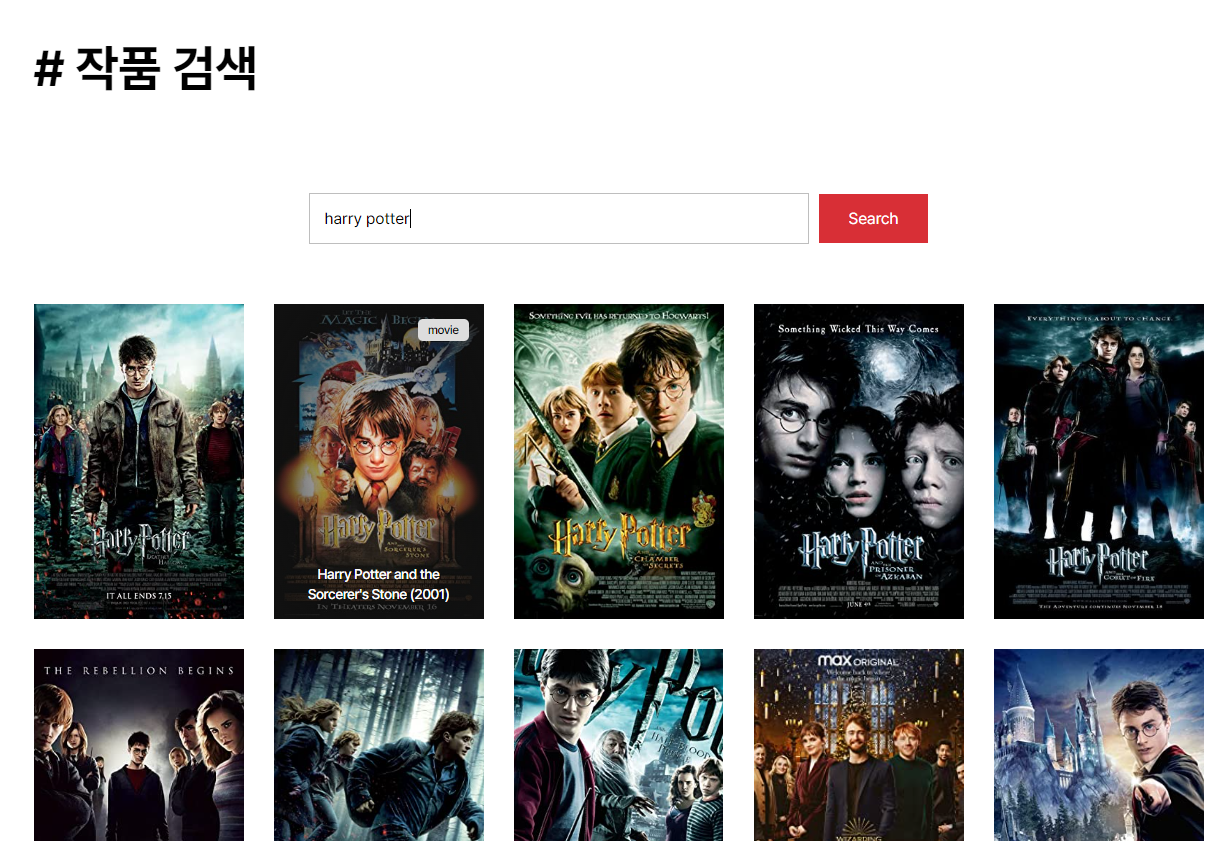 # 작품 검색
harry potter
Search
IT ALL ENDS 7.15
Harry Potter
LET THE
MAGIC BEGIN
movie
Harry Potter
AND THE
SORCERER'S STONE
Harry Potter and the
Sorcerer's Stone (2001)
IN THEATERS NOVEMBER 16
SOMETHING EVIL HAS RETURNED TO HOGWARTS!
Harry Potter
CHAMBER
OF SECRETS
Something Wicked This Way Comes
Harry Potter
AND THE
PRISONER
OF AZKABAN
JUNE 4
EVERYTHING IS ABOUT TO CHANGE
Harry Potter
AND THE
GOBLET OF FIRE
THE ADVENTURE CONTINUES NOVEMBER 18
THE REBELLION BEGINS
max ORIGINAL
Welcome back to where
the magic began
WIZARDING